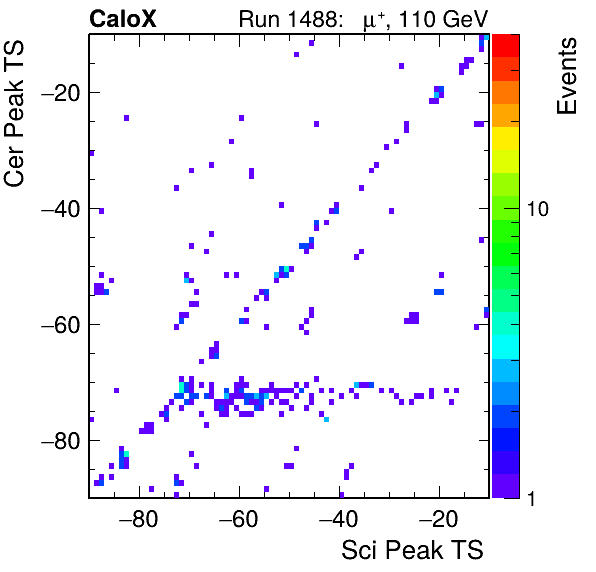 CaloX
Run 1488: μ⁺, 110 GeV
Cer Peak TS
Events
−20
−40
−60
−80
10
1
−80
−60
−40
−20
Sci Peak TS